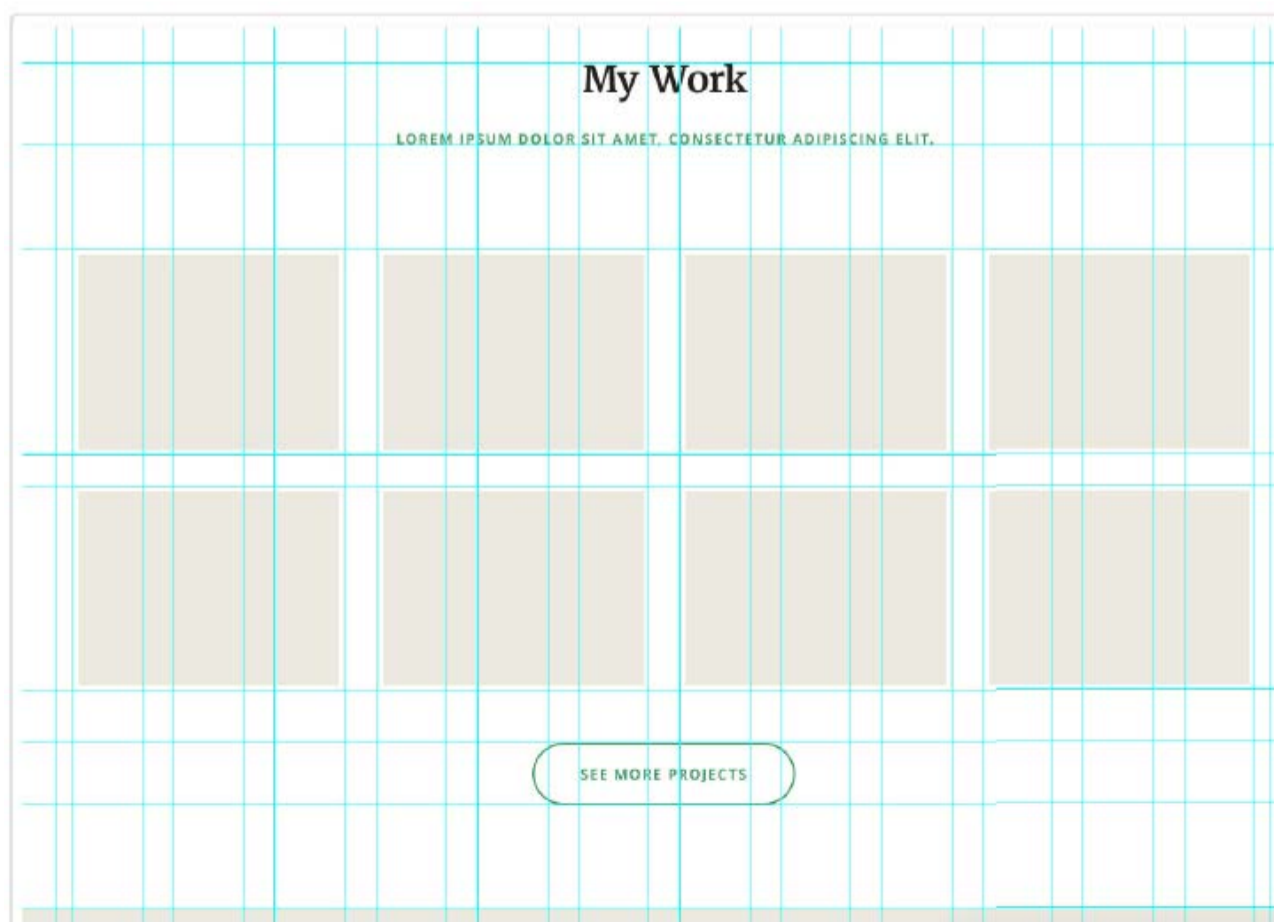 My Work
LOREM IPSUM DOLOR SIT AMET, CONSECTETUR ADIPISCING ELIT.
SEE MORE PROJECTS